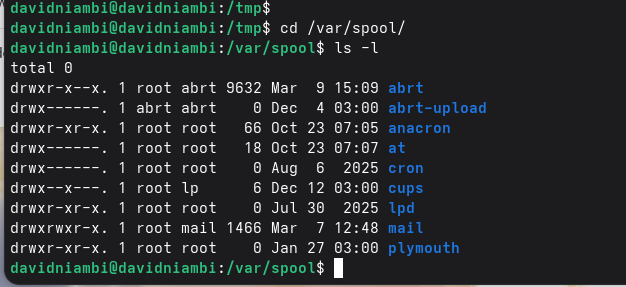 davidniambi@davidniambi:/tmp$
davidniambi@davidniambi:/tmp$ cd /var/spool/
davidniambi@davidniambi:/var/spool$ ls -l
total 0
drwxr-x--x. 1 root abrt 9632 Mar  9 15:09 abrt
drwx------. 1 abrt abrt    0 Dec  4 03:00 abrt-upload
drwxr-xr-x. 1 root root   66 Oct 23 07:05 anacron
drwx------. 1 root root   18 Oct 23 07:07 at
drwx------. 1 root root    0 Aug  6  2025 cron
drwx--x---. 1 root lp      6 Dec 12 03:00 cups
drwxr-xr-x. 1 root root    0 Jul 30  2025 lpd
drwxrwxr-x. 1 root mail 1466 Mar  7 12:48 mail
drwxr-xr-x. 1 root root    0 Jan 27 03:00 plymouth
davidniambi@davidniambi:/var/spool$